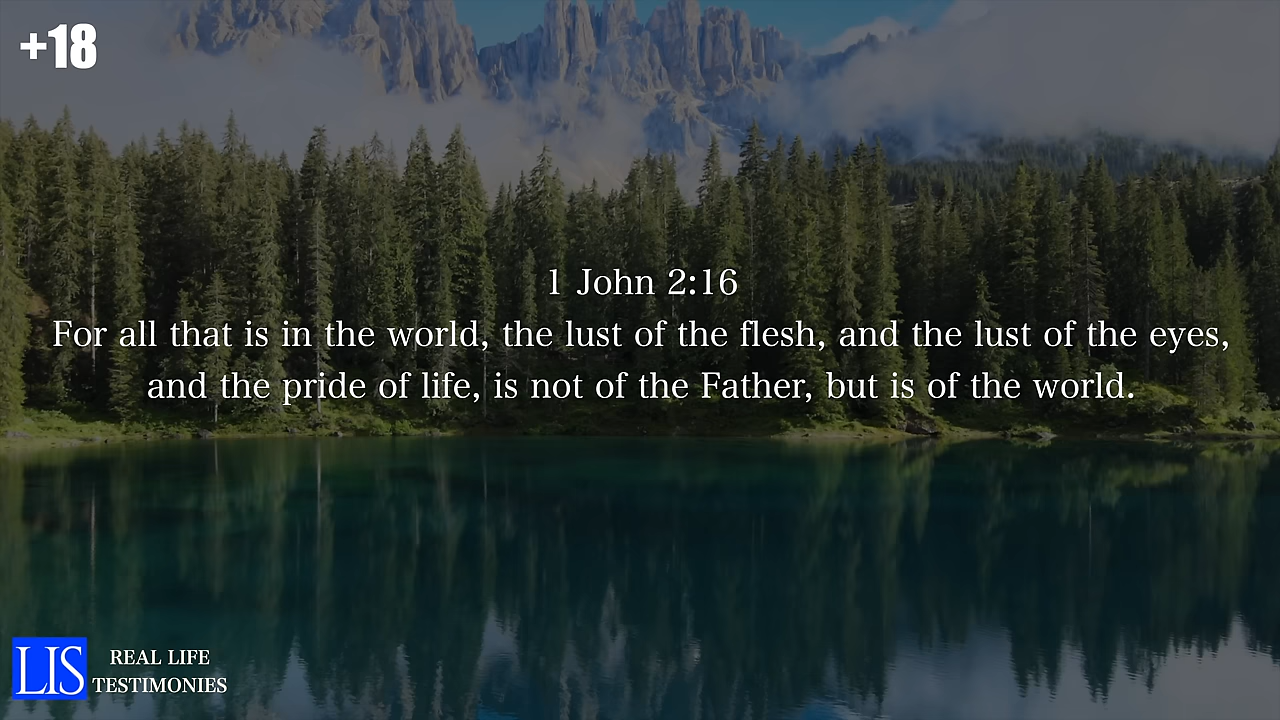 +18
1 John 2:16
For all that is in the world, the lust of the flesh, and the lust of the eyes,
and the pride of life, is not of the Father, but is of the world.
LIS
REAL LIFE
TESTIMONIES